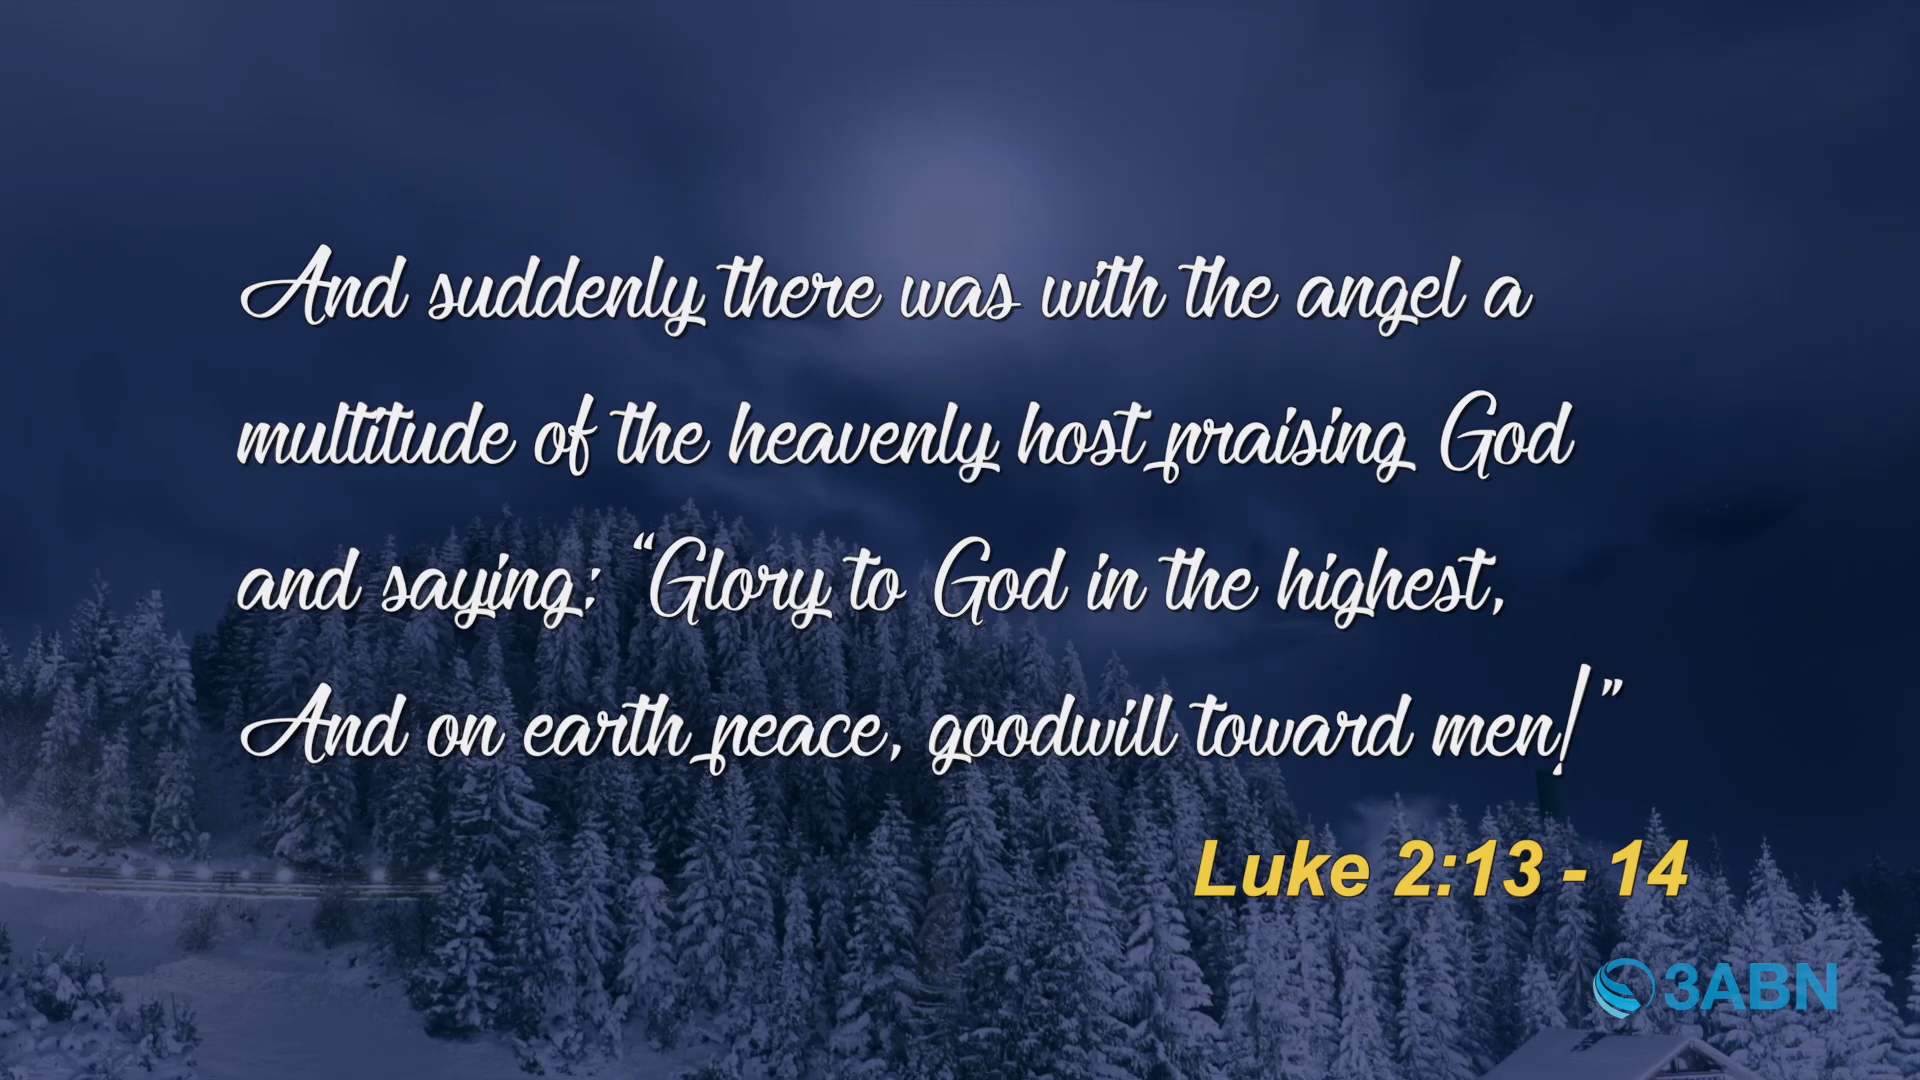 And suddenly there was with the angel a
multitude of the heavenly host praising God
and saying: “Glory to God in the highest,
And on earth peace, goodwill toward men!”
Luke 2:13 - 14
3ABN